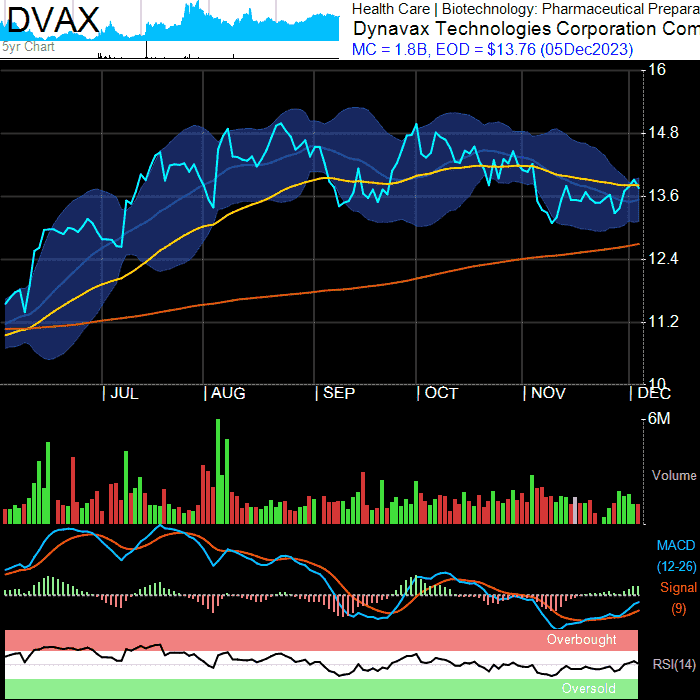 DVAX
5yr Chart
Health Care | Biotechnology: Pharmaceutical Prepara
Dynavax Technologies Corporation Com
MC = 1.8B, EOD = $13.76 (05Dec2023)
16
14.8
13.6
12.4
11.2
10
| JUL | AUG | SEP | OCT | NOV | DEC
6M
Volume
MACD
(12-26)
Signal
(9)
Overbought
RSI(14)
Oversold